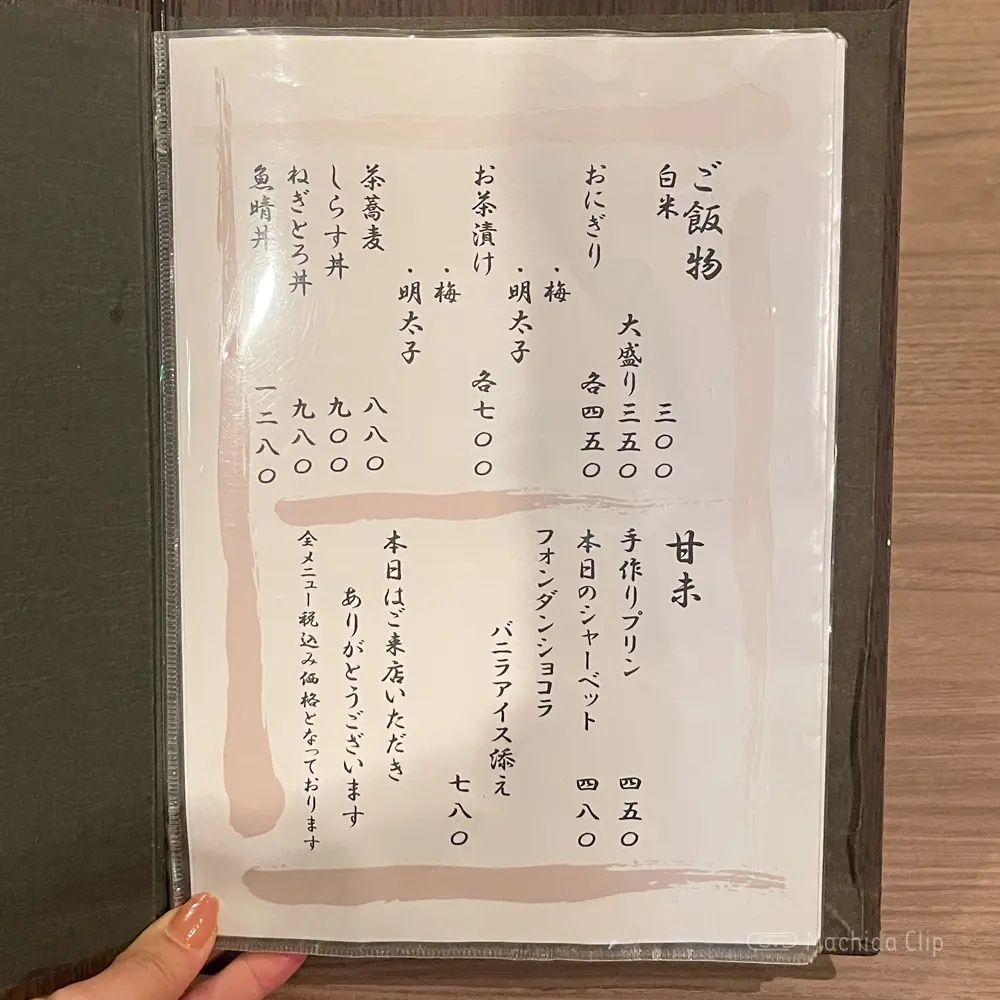 ご飯物
白米 三〇〇
大盛り三五〇
おにぎり 各四五〇
・梅
・明太子
お茶漬け 各七〇〇
・梅
・明太子
茶蕎麦 八八〇
しらす丼 九〇〇
ねぎとろ丼 九八〇
魚晴丼 一二八〇
甘未
手作りプリン 四五〇
本日のシャーベット 四八〇
フォンダンショコラ
バニラアイス添え
七八〇
本日はご来店いただき
ありがとうございます
全メニュー税込み価格となっております
Machida Clip